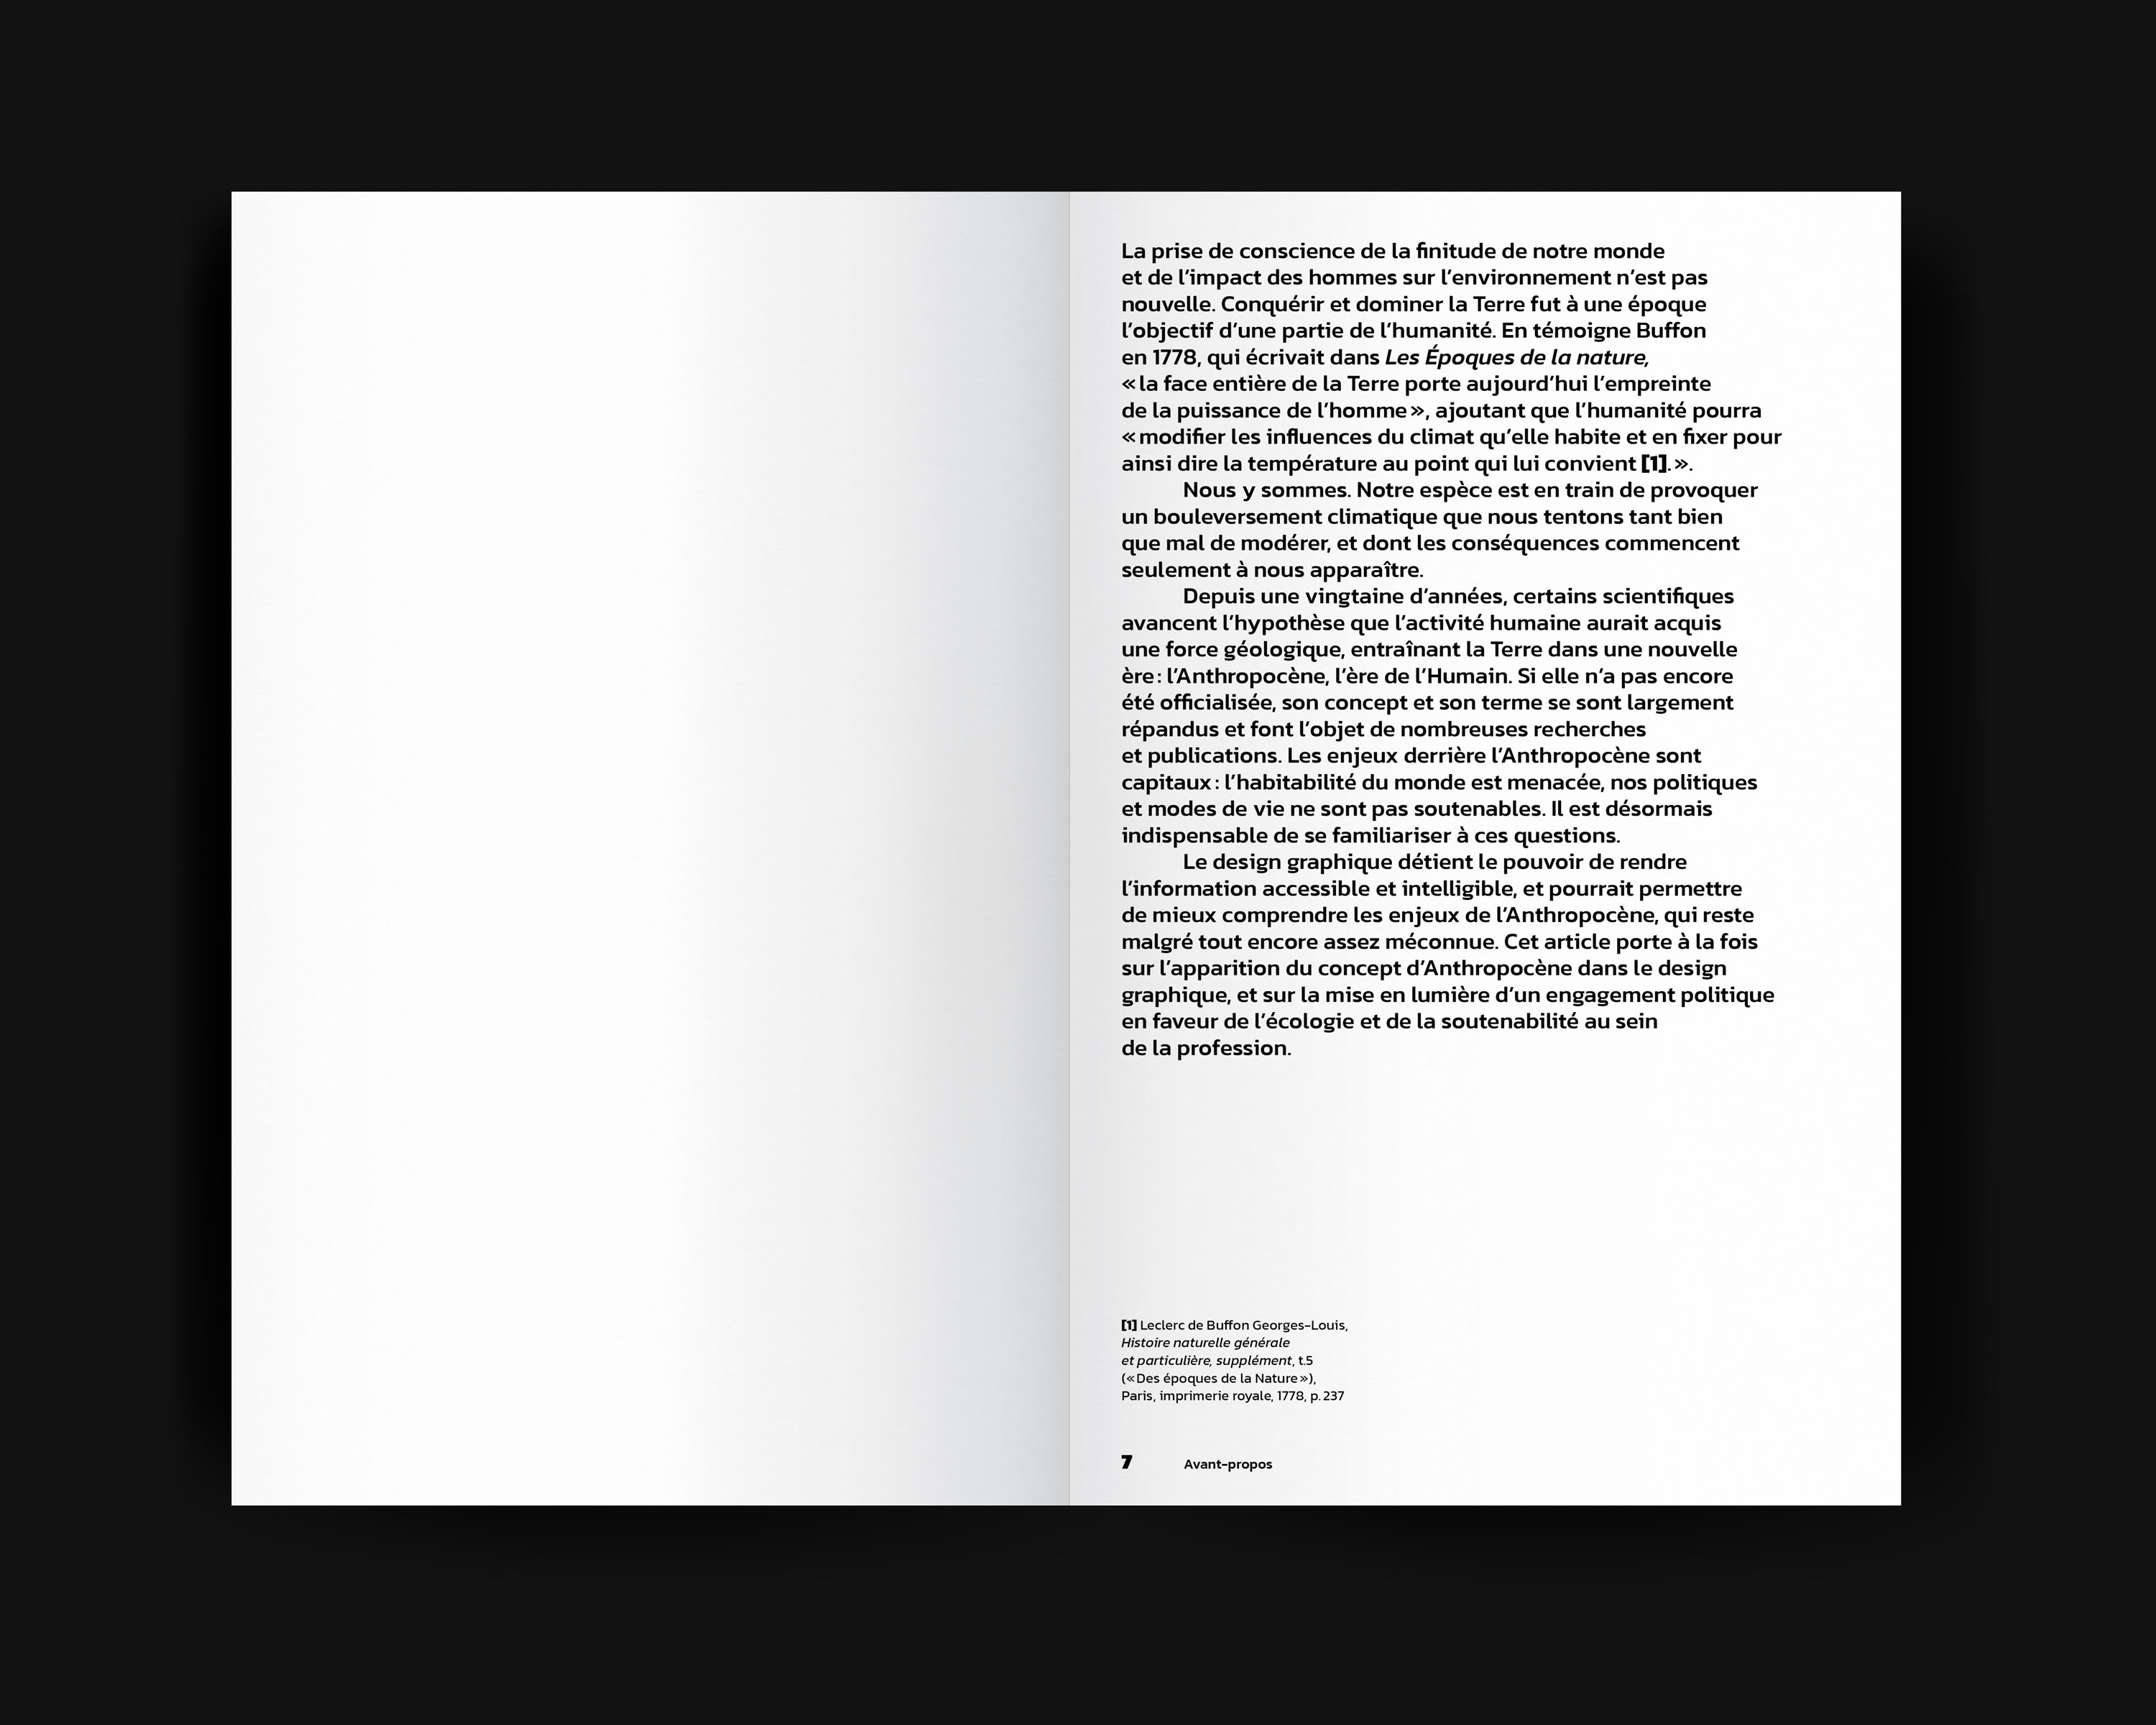 La prise de conscience de la finitude de notre monde
et de l’impact des hommes sur l’environnement n’est pas
nouvelle. Conquérir et dominer la Terre fut à une époque
l’objectif d’une partie de l’humanité. En témoigne Buffon
en 1778, qui écrivait dans Les Époques de la nature,
« la face entière de la Terre porte aujourd’hui l’empreinte
de la puissance de l’homme », ajoutant que l’humanité pourra
« modifier les influences du climat qu’elle habite et en fixer pour
ainsi dire la température au point qui lui convient [1]. ».
Nous y sommes. Notre espèce est en train de provoquer
un bouleversement climatique que nous tentons tant bien
que mal de modérer, et dont les conséquences commencent
seulement à nous apparaître.
Depuis une vingtaine d’années, certains scientifiques
avancent l’hypothèse que l’activité humaine aurait acquis
une force géologique, entraînant la Terre dans une nouvelle
ère : l’Anthropocène, l’ère de l’Humain. Si elle n’a pas encore
été officialisée, son concept et son terme se sont largement
répandus et font l’objet de nombreuses recherches
et publications. Les enjeux derrière l’Anthropocène sont
capitaux : l’habitabilité du monde est menacée, nos politiques
et modes de vie ne sont pas soutenables. Il est désormais
indispensable de se familiariser à ces questions.
Le design graphique détient le pouvoir de rendre
l’information accessible et intelligible, et pourrait permettre
de mieux comprendre les enjeux de l’Anthropocène, qui reste
malgré tout encore assez méconnue. Cet article porte à la fois
sur l’apparition du concept d’Anthropocène dans le design
graphique, et sur la mise en lumière d’un engagement politique
en faveur de l’écologie et de la soutenabilité au sein
de la profession.
[1] Leclerc de Buffon Georges-Louis,
Histoire naturelle générale
et particulière, supplément, t.5
(« Des époques de la Nature »),
Paris, imprimerie royale, 1778, p. 237
7 Avant-propos